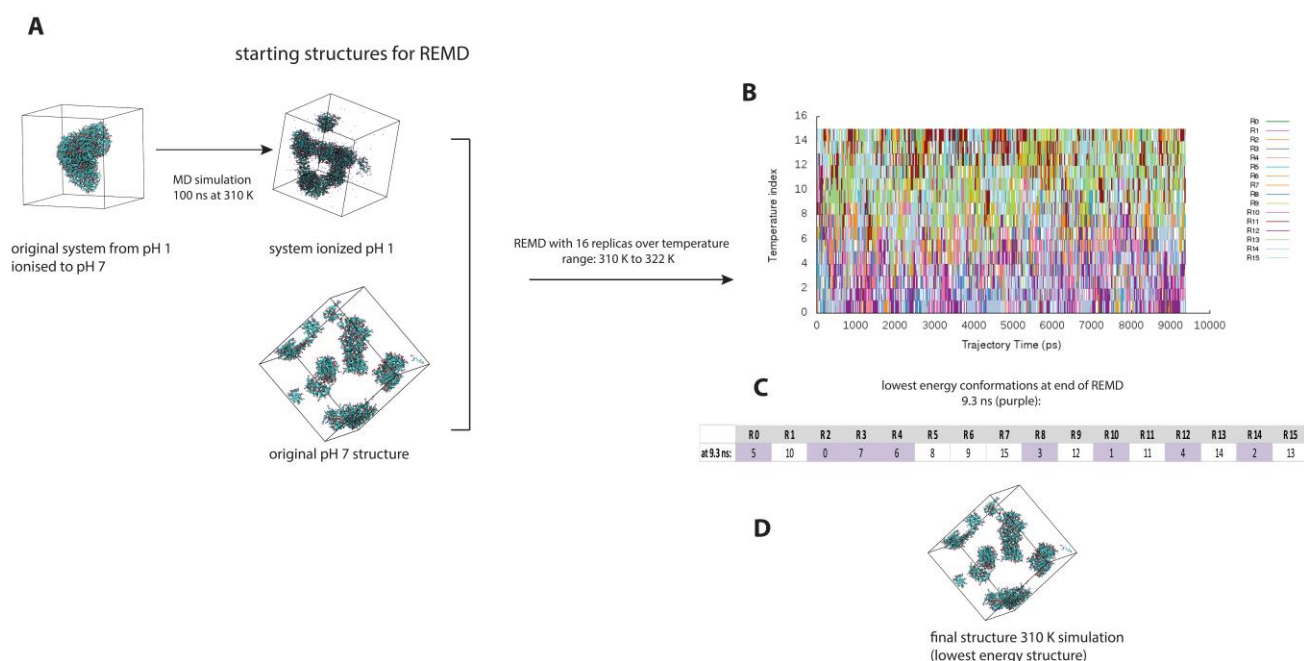 A
starting structures for REMD
MD simulation
100 ns at 310 K
original system from pH 1
ionised to pH 7
system ionized pH 1
original pH 7 structure
REMD with 16 replicas over temperature
range: 310 K to 322 K
B
Temperature index
16
14
12
10
8
6
4
2
0
0 1000 2000 3000 4000 5000 6000 7000 8000 9000 10000
Trajectory Time (ps)
R0
R1
R2
R3
R4
R5
R6
R7
R8
R9
R10
R11
R12
R13
R14
R15
C
lowest energy conformations at end of REMD
9.3 ns (purple):
R0 R1 R2 R3 R4 R5 R6 R7 R8 R9 R10 R11 R12 R13 R14 R15
at 9.3 ns: 5 10 0 7 6 8 9 15 3 12 1 11 4 14 2 13
D
final structure 310 K simulation
(lowest energy structure)